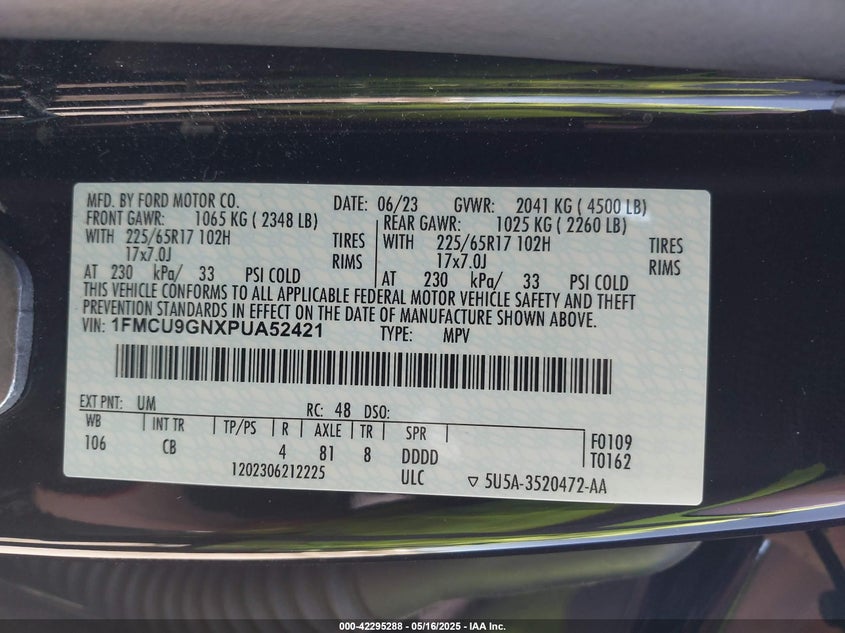 MFD. BY FORD MOTOR CO. DATE: 06/23 GVWR: 2041 KG ( 4500 LB)
FRONT GAWR: 1065 KG ( 2348 LB) REAR GAWR: 1025 KG ( 2260 LB)
WITH 225/65R17 102H TIRES WITH 225/65R17 102H TIRES
17x7.0J RIMS 17x7.0J RIMS
AT 230 kPa/ 33 PSI COLD AT 230 kPa/ 33 PSI COLD
THIS VEHICLE CONFORMS TO ALL APPLICABLE FEDERAL MOTOR VEHICLE SAFETY AND THEFT
PREVENTION STANDARDS IN EFFECT ON THE DATE OF MANUFACTURE SHOWN ABOVE.
VIN: 1FMCU9GNXPUA52421 TYPE: MPV
EXT PNT: UM RC: 48 DSO:
WB INT TR TP/PS R AXLE TR SPR F0109
106 CB 4 81 8 DDDD T0162
1202306212225 ULC ▽ 5U5A-3520472-AA
000-42295288 - 05/16/2025 - IAA Inc.